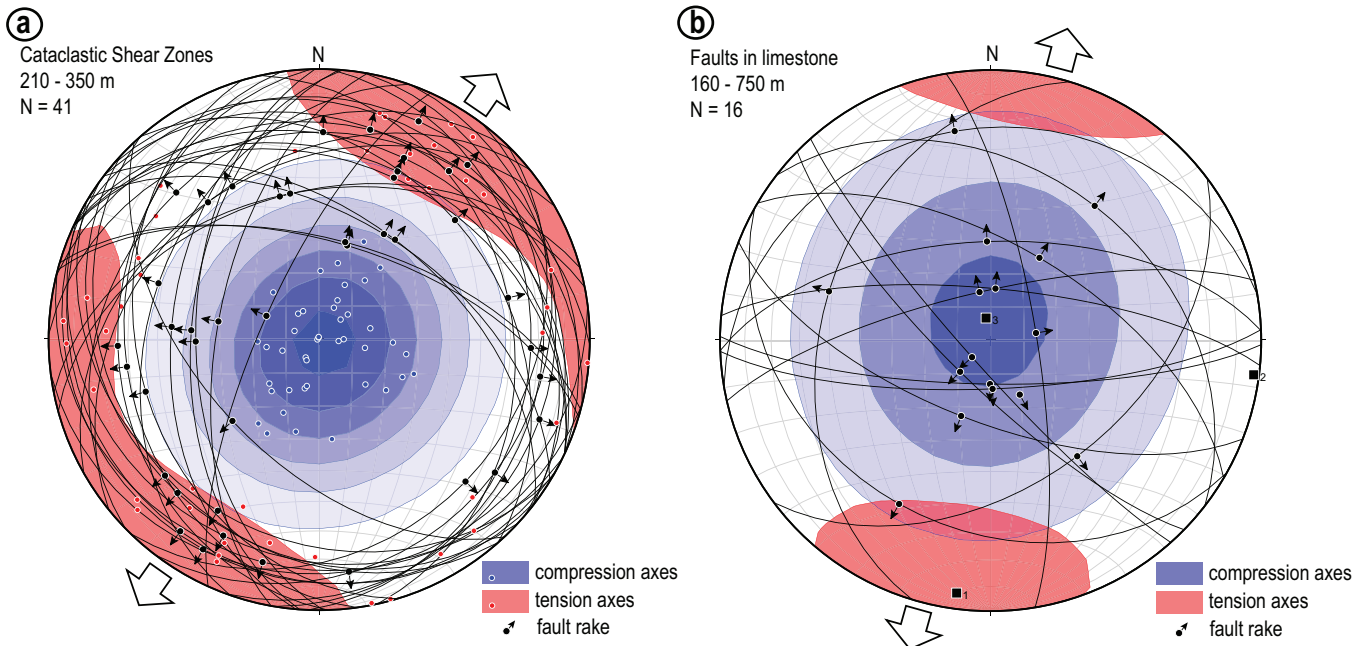 a
Cataclastic Shear Zones
210 - 350 m
N = 41
N
compression axes
tension axes
fault rake
b
Faults in limestone
160 - 750 m
N = 16
N
3
2
1
compression axes
tension axes
fault rake